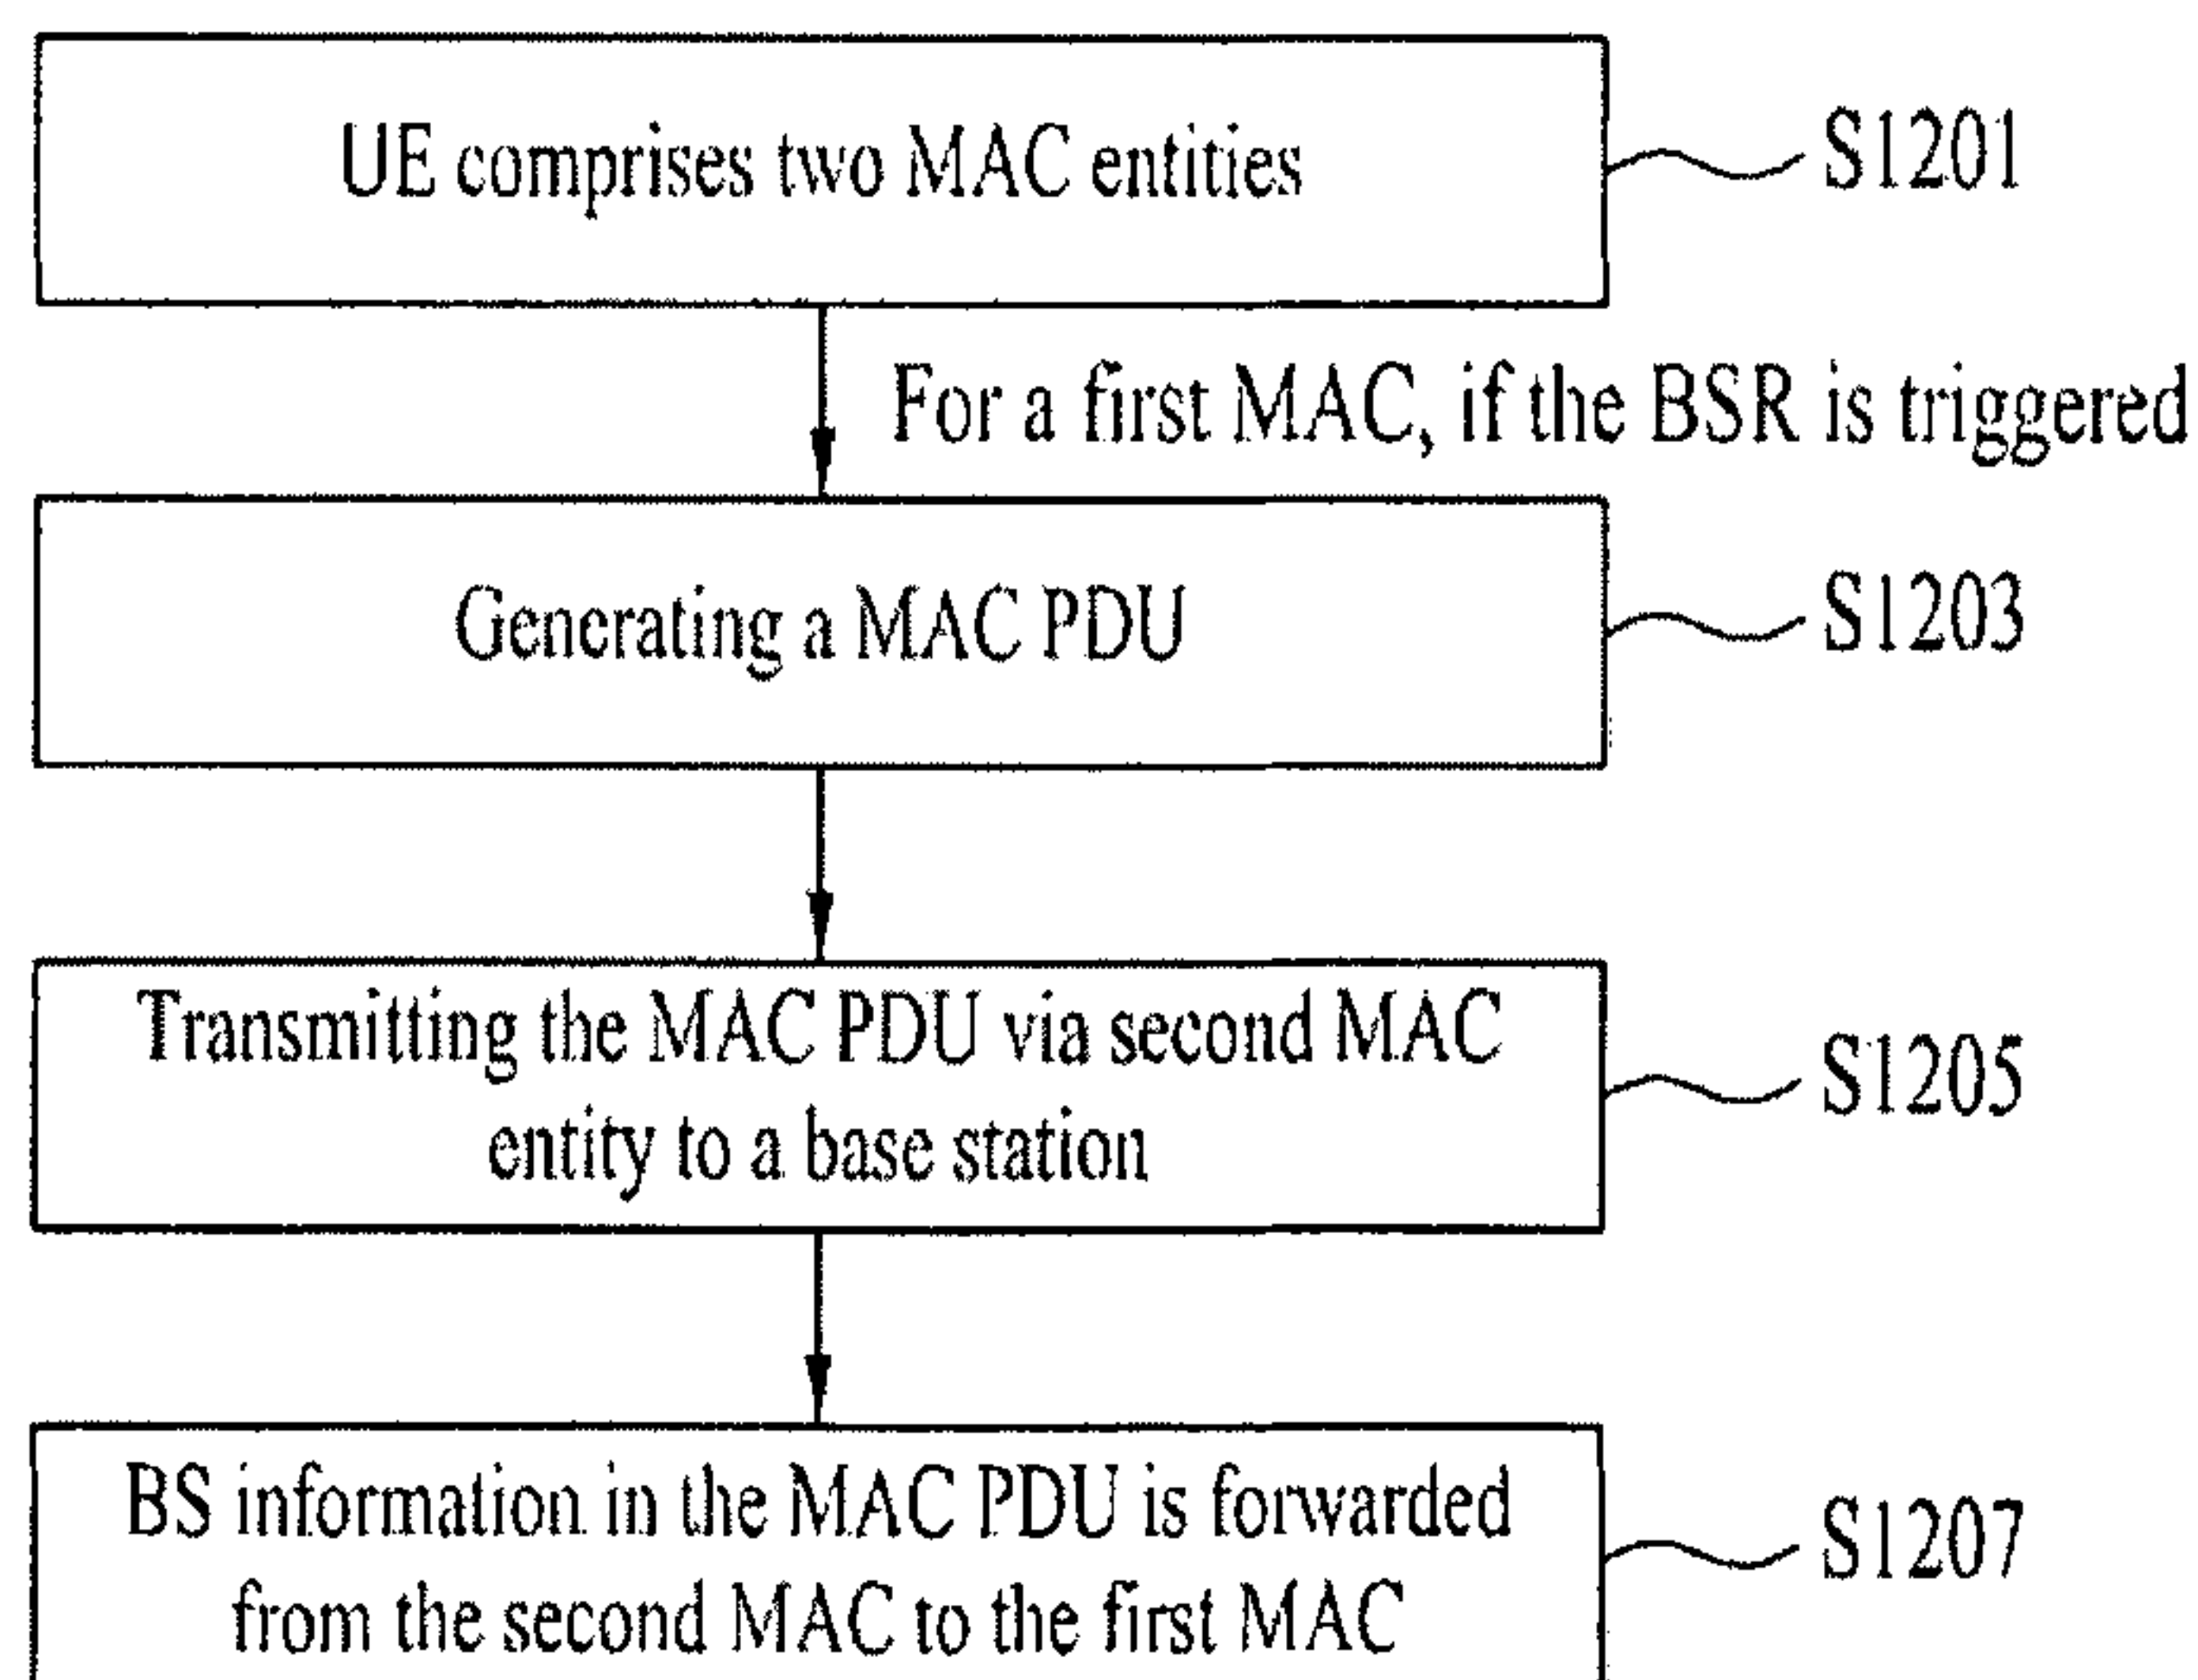 UE comprises two MAC entities
S1201
For a first MAC, if the BSR is triggered
Generating a MAC PDU
S1203
Transmitting the MAC PDU via second MAC
entity to a base station
S1205
BS information in the MAC PDU is forwarded
from the second MAC to the first MAC
S1207